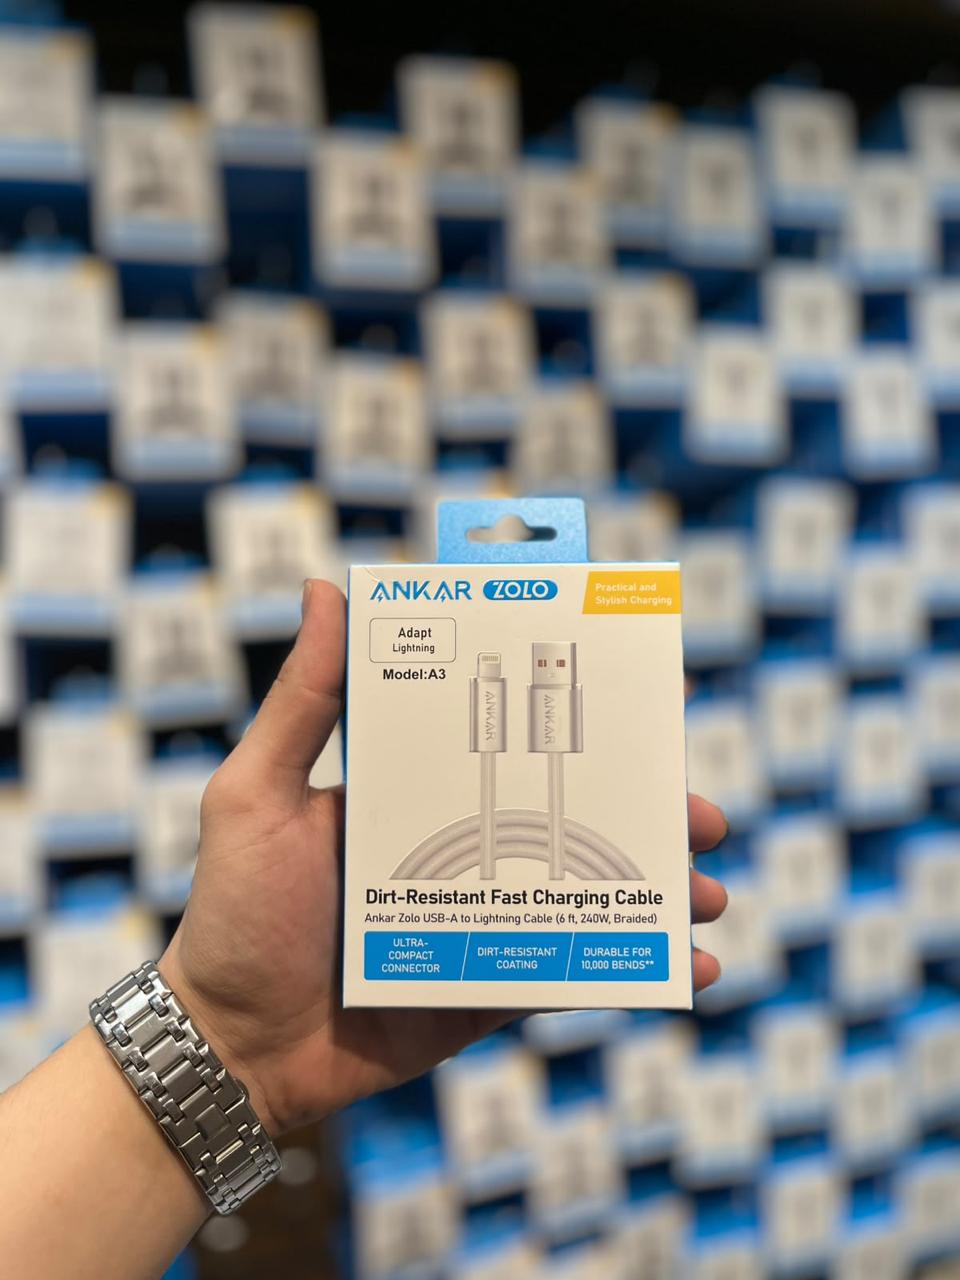 ANKAR ZOLO
Practical and
Stylish Charging
Adapt
Lightning
Model:A3
ANKAR
ANKAR
Dirt-Resistant Fast Charging Cable
Ankar Zolo USB-A to Lightning Cable (6 ft, 240W, Braided)
ULTRA-
COMPACT
CONNECTOR
DIRT-RESISTANT
COATING
DURABLE FOR
10,000 BENDS**